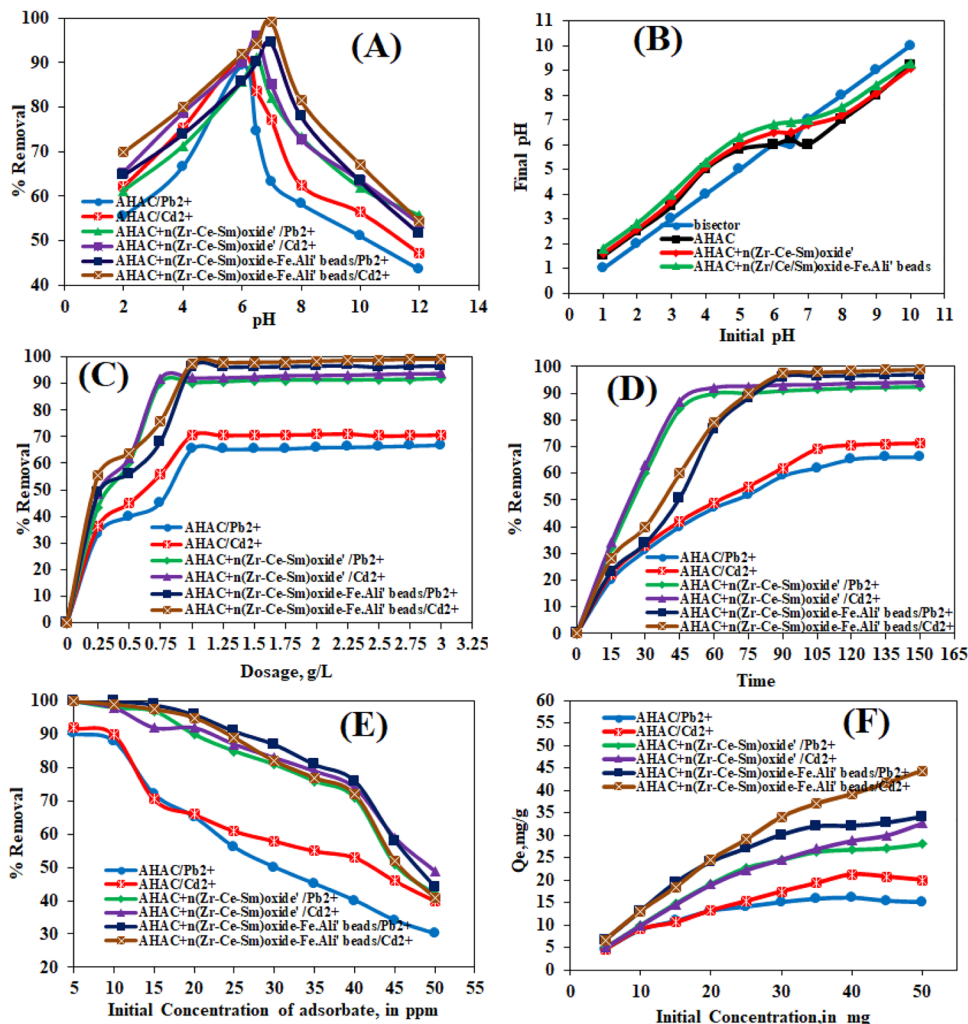 (A)
% Removal
100
90
80
70
60
50
40
0
2
4
6
8
10
12
14
pH
AHAC/Pb2+
AHAC/Cd2+
AHAC+n(Zr-Ce-Sm)oxide' /Pb2+
AHAC+n(Zr-Ce-Sm)oxide' /Cd2+
AHAC+n(Zr-Ce-Sm)oxide-Fe.Ali' beads/Pb2+
AHAC+n(Zr-Ce-Sm)oxide-Fe.Ali' beads/Cd2+
(B)
Final pH
11
10
9
8
7
6
5
4
3
2
1
0
0 1 2 3 4 5 6 7 8 9 10 11
Initial pH
bisector
AHAC
AHAC+n(Zr-Ce-Sm)oxide'
AHAC+n(Zr/Ce/Sm)oxide-Fe.Ali' beads
(C)
% Removal
100
90
80
70
60
50
40
30
20
10
0
0 0.25 0.5 0.75 1 1.25 1.5 1.75 2 2.25 2.5 2.75 3 3.25
Dosage, g/L
AHAC/Pb2+
AHAC/Cd2+
AHAC+n(Zr-Ce-Sm)oxide' /Pb2+
AHAC+n(Zr-Ce-Sm)oxide' /Cd2+
AHAC+n(Zr-Ce-Sm)oxide-Fe.Ali' beads/Pb2+
AHAC+n(Zr-Ce-Sm)oxide-Fe.Ali' beads/Cd2+
(D)
% Removal
100
90
80
70
60
50
40
30
20
10
0
0 15 30 45 60 75 90 105 120 135 150 165
Time
AHAC/Pb2+
AHAC/Cd2+
AHAC+n(Zr-Ce-Sm)oxide' /Pb2+
AHAC+n(Zr-Ce-Sm)oxide' /Cd2+
AHAC+n(Zr-Ce-Sm)oxide-Fe.Ali' beads/Pb2+
AHAC+n(Zr-Ce-Sm)oxide-Fe.Ali' beads/Cd2+
(E)
% Removal
100
90
80
70
60
50
40
30
20
5 10 15 20 25 30 35 40 45 50 55
Initial Concentration of adsorbate, in ppm
AHAC/Pb2+
AHAC/Cd2+
AHAC+n(Zr-Ce-Sm)oxide' /Pb2+
AHAC+n(Zr-Ce-Sm)oxide' /Cd2+
AHAC+n(Zr-Ce-Sm)oxide-Fe.Ali' beads/Pb2+
AHAC+n(Zr-Ce-Sm)oxide-Fe.Ali' beads/Cd2+
(F)
Qe,mg/g
60
55
50
45
40
35
30
25
20
15
10
5
0
0 10 20 30 40 50
Initial Concentration,in mg
AHAC/Pb2+
AHAC/Cd2+
AHAC+n(Zr-Ce-Sm)oxide' /Pb2+
AHAC+n(Zr-Ce-Sm)oxide' /Cd2+
AHAC+n(Zr-Ce-Sm)oxide-Fe.Ali' beads/Pb2+
AHAC+n(Zr-Ce-Sm)oxide-Fe.Ali' beads/Cd2+